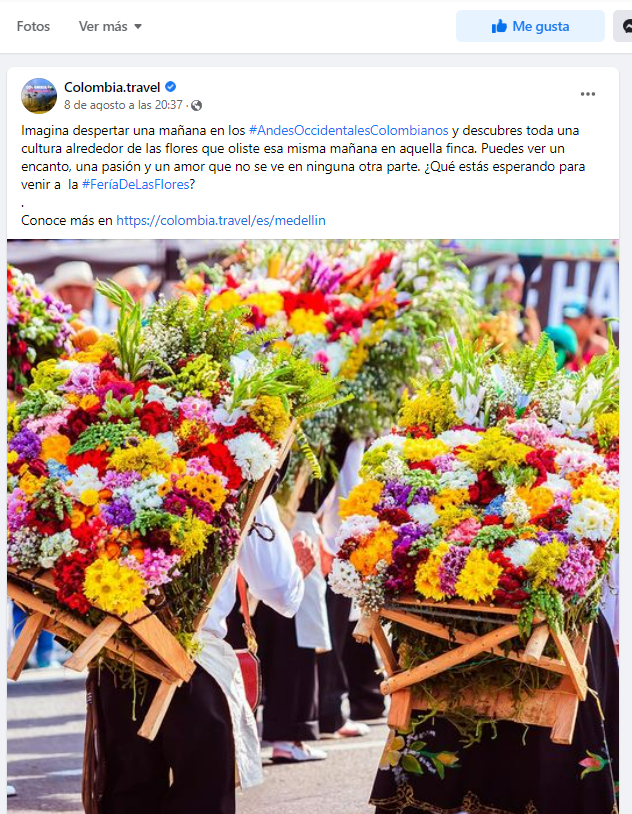 Fotos Ver más Me gusta
Colombia.travel
8 de agosto a las 20:37 ·
Imagina despertar una mañana en los #AndesOccidentalesColombianos y descubres toda una
cultura alrededor de las flores que oliste esa misma mañana en aquella finca. Puedes ver un
encanto, una pasión y un amor que no se ve en ninguna otra parte. ¿Qué estás esperando para
venir a la #FeríaDeLasFlores?
.
Conoce más en https://colombia.travel/es/medellin